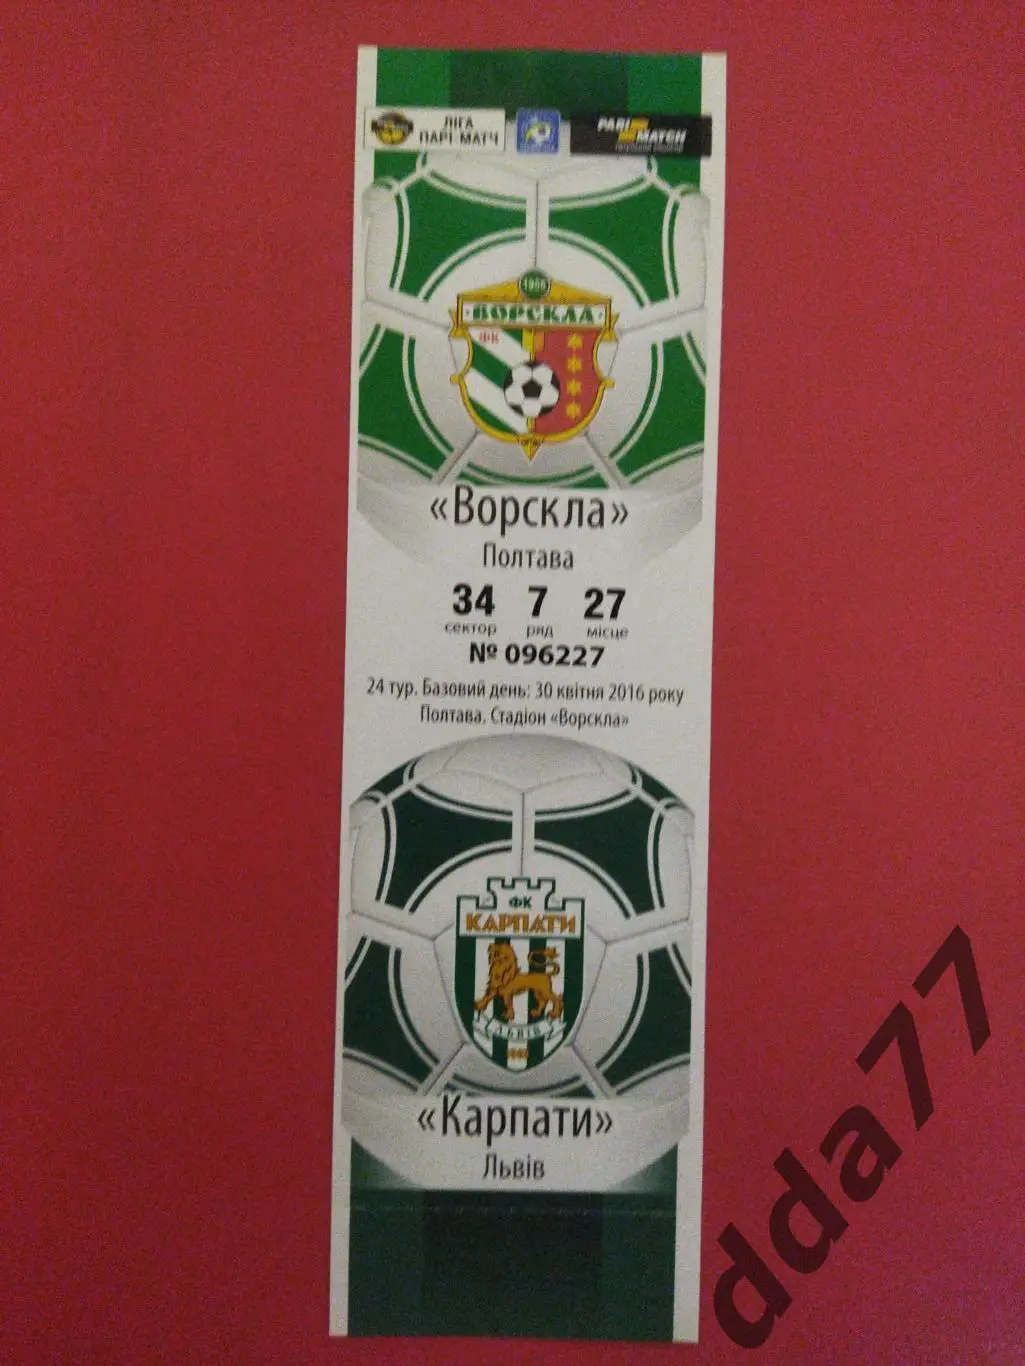 ЛІГА
ПАРІ-МАТЧ
PARI MATCH
1955
ВОРСКЛА
ФК
«Ворскла»
Полтава
34 7 27
сектор ряд місце
№ 096227
24 тур. Базовий день: 30 квітня 2016 року
Полтава. Стадіон «Ворскла»
ФК
КАРПАТИ
ЛЬВІВ
«Карпати»
Львів
dda77